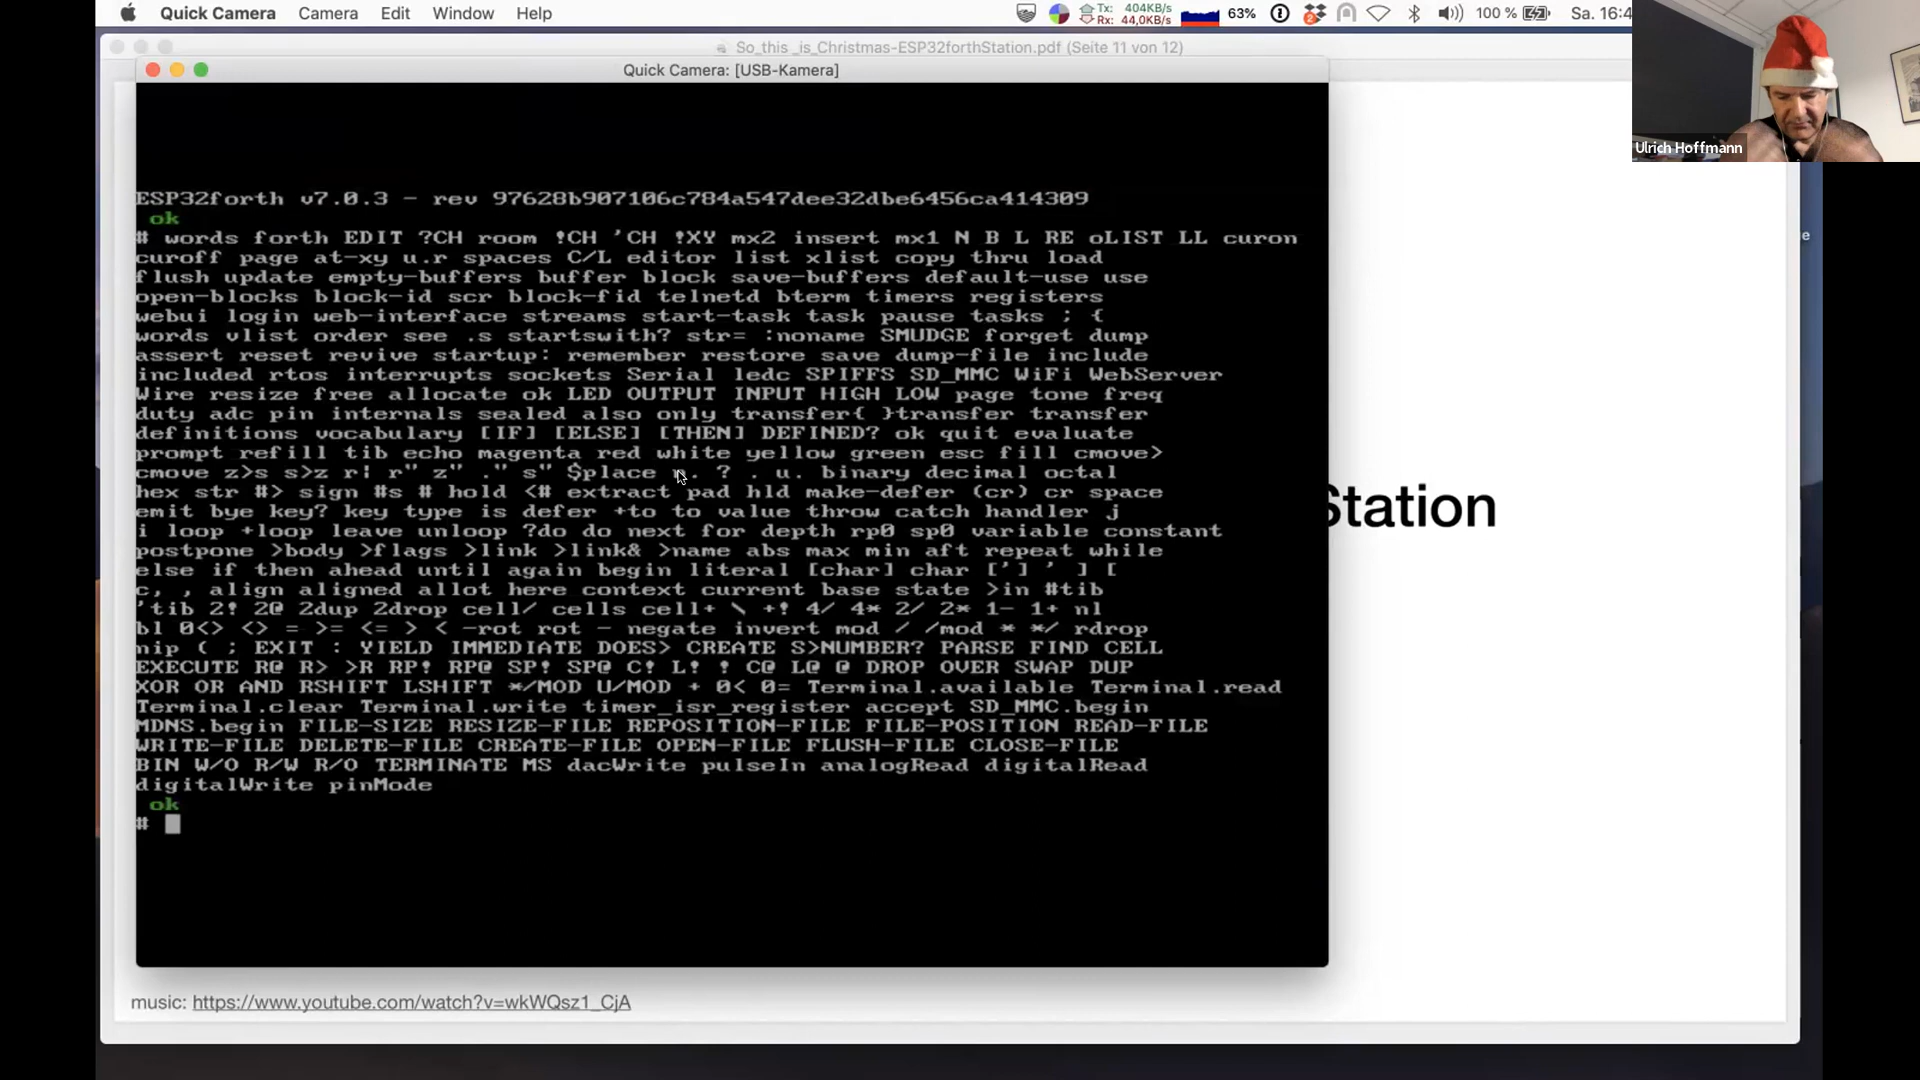 Quick Camera Camera Edit Window Help
Tx: 404KB/s
Rx: 44,0KB/s
63%
2
100 %
Sa. 16:4
So_this _is_Christmas-ESP32forthStation.pdf (Seite 11 von 12)
Quick Camera: [USB-Kamera]
Ulrich Hoffmann
ESP32forth v7.0.3 - rev 97628b907106c784a547dee32dbe6456ca414309
ok
# words forth EDIT ?CH room !CH 'CH !XY mx2 insert mx1 N B L RE oLIST LL curon
curoff page at-xy u.r spaces C/L editor list xlist copy thru load
flush update empty-buffers buffer block save-buffers default-use use
open-blocks block-id scr block-fid telnetd bterm timers registers
webui login web-interface streams start-task task pause tasks ; {
words vlist order see .s startswith? str= :noname SMUDGE forget dump
assert reset revive startup: remember restore save dump-file include
included rtos interrupts sockets Serial ledc SPIFFS SD_MMC WiFi WebServer
Wire resize free allocate ok LED OUTPUT INPUT HIGH LOW page tone freq
duty adc pin internals sealed also only transfer{ }transfer transfer
definitions vocabulary [IF] [ELSE] [THEN] DEFINED? ok quit evaluate
prompt refill tib echo magenta red white yellow green esc fill cmove>
cmove z>s s>z r| r" z" ." s" $place n. ? . u. binary decimal octal
hex str #> sign #s # hold <# extract pad hld make-defer (cr) cr space
emit bye key? key type is defer +to to value throw catch handler j
i loop +loop leave unloop ?do do next for depth rp0 sp0 variable constant
postpone >body >flags >link >link& >name abs max min aft repeat while
else if then ahead until again begin literal [char] char ['] ' ] [
c, , align aligned allot here context current base state >in #tib
'tib 2! 2@ 2dup 2drop cell/ cells cell+ \ +! 4/ 4* 2/ 2* 1- 1+ nl
bl 0<> <> = >= <= > < -rot rot - negate invert mod / /mod * */ rdrop
nip ( ; EXIT : YIELD IMMEDIATE DOES> CREATE S>NUMBER? PARSE FIND CELL
EXECUTE R@ R> >R RP! RP@ SP! SP@ C! L! ! C@ L@ @ DROP OVER SWAP DUP
XOR OR AND RSHIFT LSHIFT */MOD U/MOD + 0< 0= Terminal.available Terminal.read
Terminal.clear Terminal.write timer_isr_register accept SD_MMC.begin
MDNS.begin FILE-SIZE RESIZE-FILE REPOSITION-FILE FILE-POSITION READ-FILE
WRITE-FILE DELETE-FILE CREATE-FILE OPEN-FILE FLUSH-FILE CLOSE-FILE
BIN W/O R/W R/O TERMINATE MS dacWrite pulseIn analogRead digitalRead
digitalWrite pinMode
ok
#
Station
music: https://www.youtube.com/watch?v=wkWQsz1_CjA